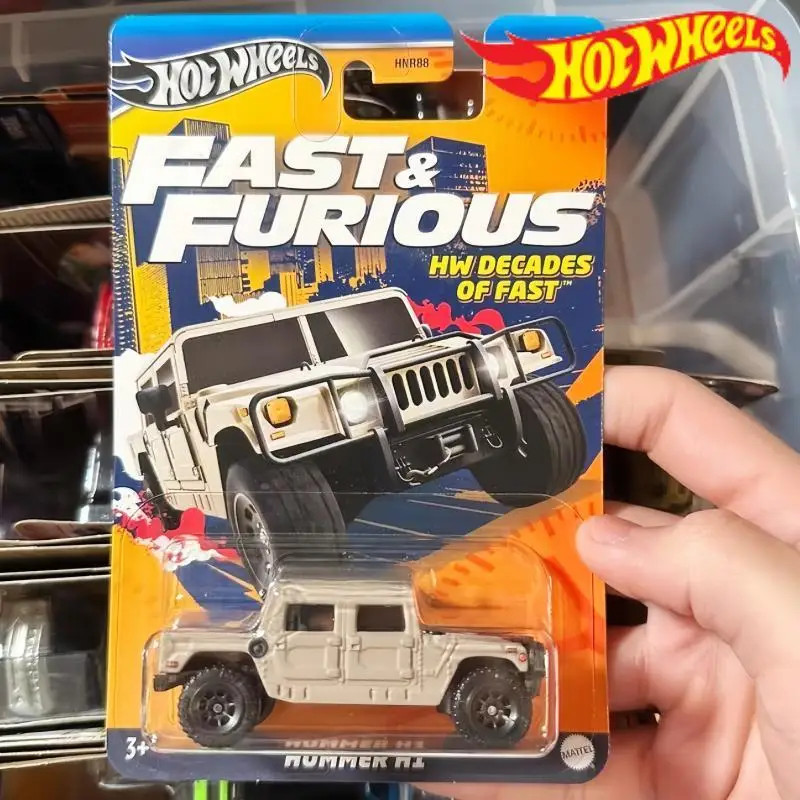 HOT WHEELS
HOT WHEELS
HNR88
FAST &
FURIOUS
HW DECADES
OF FAST™
3+
HUMMER H1
MATTEL